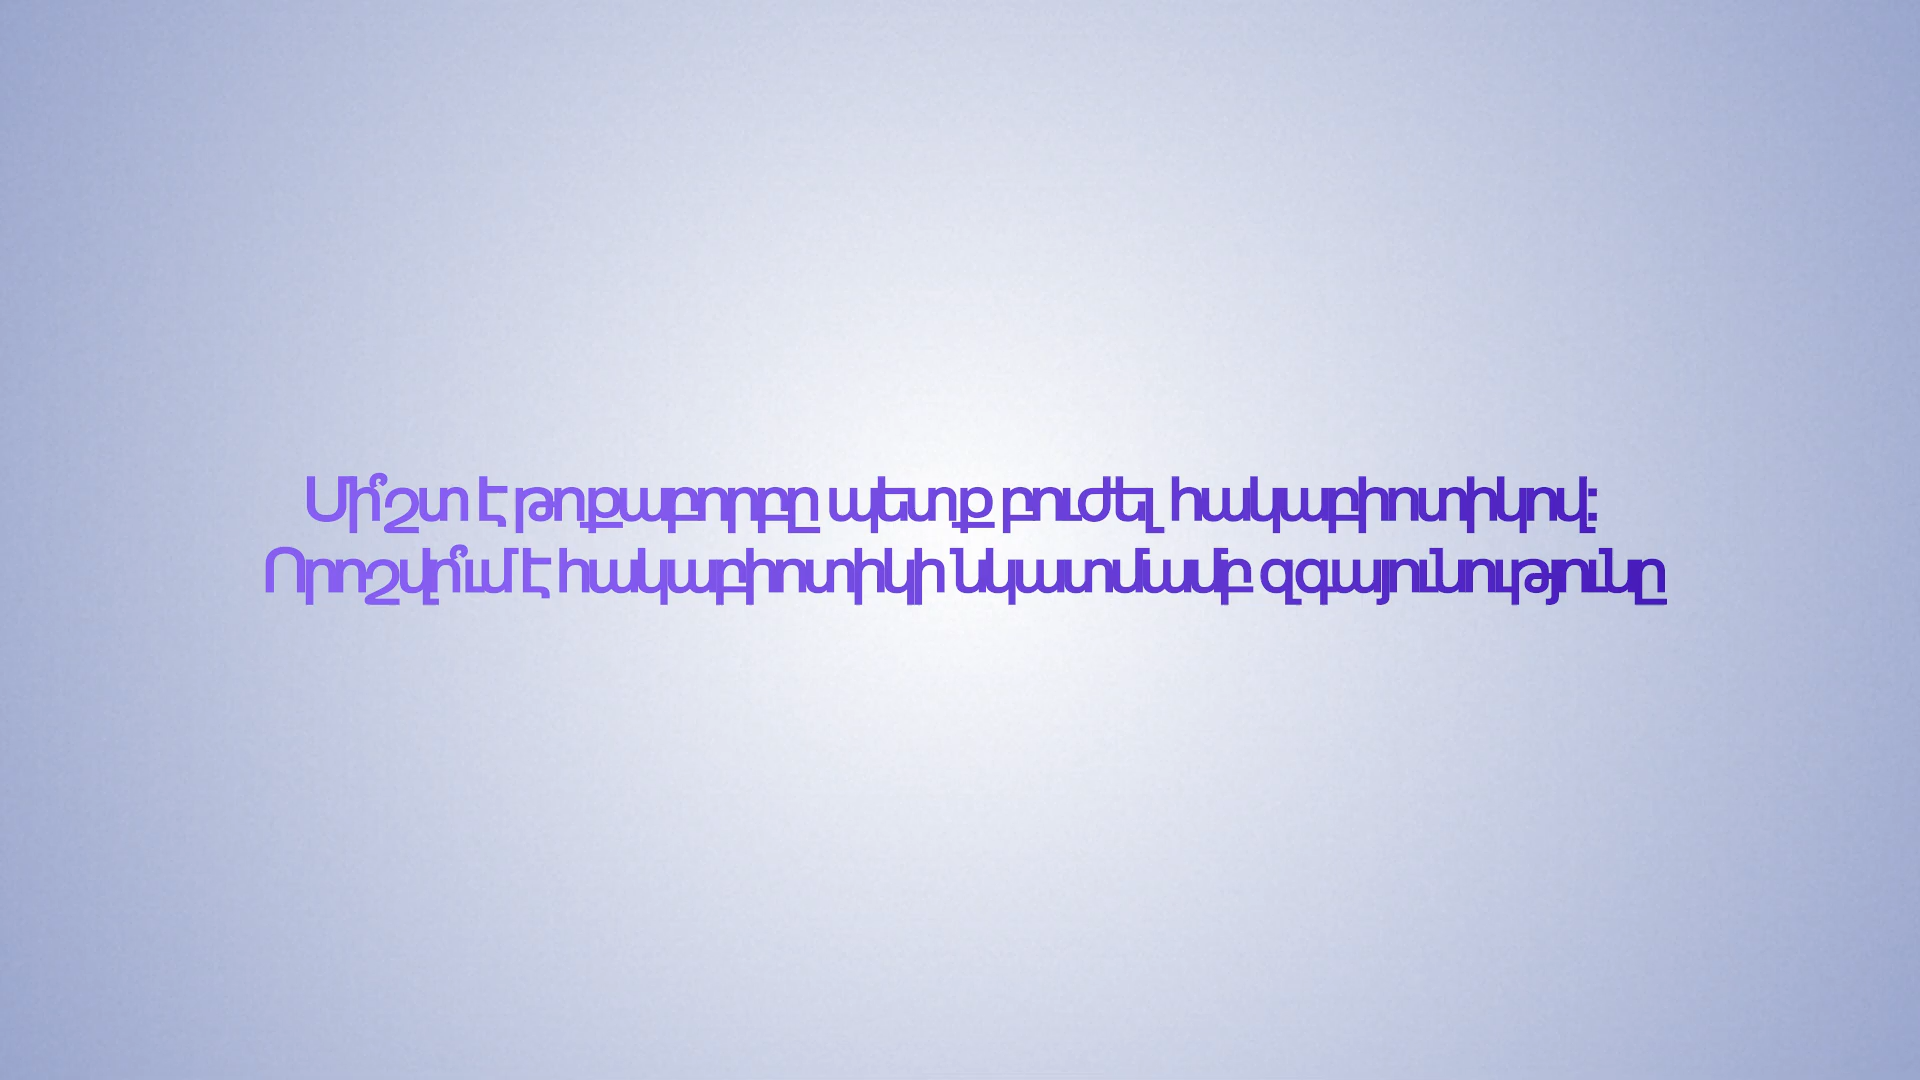 Մի՞շտ է թոքաբորբը պետք բուժել հակաբիոտիկով:
Որոշվո՞ւմ է հակաբիոտիկի նկատմամբ զգայունությունը